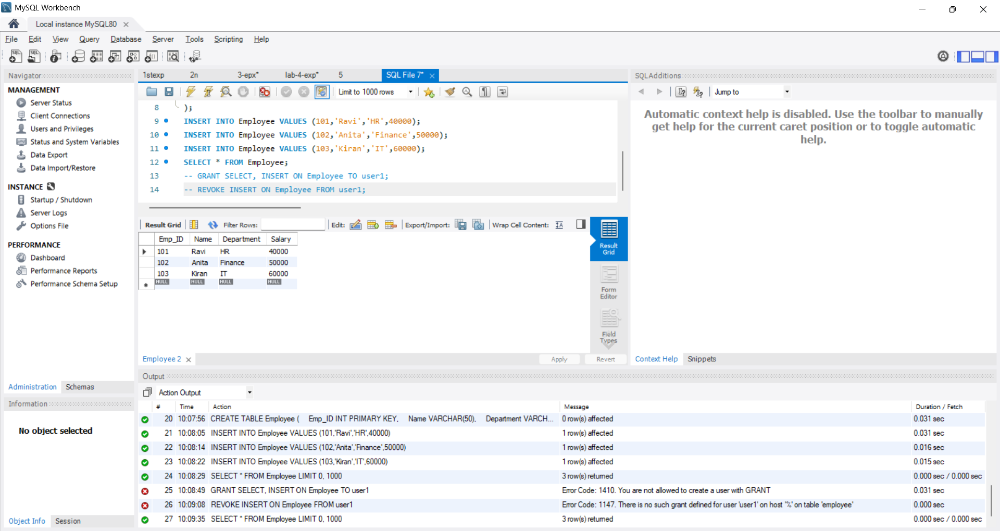 MySQL Workbench
Local instance MySQL80
File Edit View Query Database Server Tools Scripting Help
Navigator
MANAGEMENT
Server Status
Client Connections
Users and Privileges
Status and System Variables
Data Export
Data Import/Restore
INSTANCE
Startup / Shutdown
Server Logs
Options File
PERFORMANCE
Dashboard
Performance Reports
Performance Schema Setup
Administration Schemas
Information
No object selected
Object Info Session
1stexp 2n 3-epx* lab-4-exp* 5 SQL File 7*
Limit to 1000 rows
8 );
9 INSERT INTO Employee VALUES (101,'Ravi','HR',40000);
10 INSERT INTO Employee VALUES (102,'Anita','Finance',50000);
11 INSERT INTO Employee VALUES (103,'Kiran','IT',60000);
12 SELECT * FROM Employee;
13 -- GRANT SELECT, INSERT ON Employee TO user1;
14 -- REVOKE INSERT ON Employee FROM user1;
Result Grid Filter Rows: Edit: Export/Import: Wrap Cell Content:
Emp_ID Name Department Salary
101 Ravi HR 40000
102 Anita Finance 50000
103 Kiran IT 60000
NULL NULL NULL NULL
Result
Grid
Form
Editor
Field
Types
Employee 2 Apply Revert
SQLAdditions
Jump to
Automatic context help is disabled. Use the toolbar to manually
get help for the current caret position or to toggle automatic
help.
Context Help Snippets
Output
Action Output
# Time Action Message Duration / Fetch
20 10:07:56 CREATE TABLE Employee ( Emp_ID INT PRIMARY KEY, Name VARCHAR(50), Department VARCH... 0 row(s) affected 0.031 sec
21 10:08:05 INSERT INTO Employee VALUES (101,'Ravi','HR',40000) 1 row(s) affected 0.031 sec
22 10:08:14 INSERT INTO Employee VALUES (102,'Anita','Finance',50000) 1 row(s) affected 0.016 sec
23 10:08:22 INSERT INTO Employee VALUES (103,'Kiran','IT',60000) 1 row(s) affected 0.015 sec
24 10:08:29 SELECT * FROM Employee LIMIT 0, 1000 3 row(s) returned 0.000 sec / 0.000 sec
25 10:08:49 GRANT SELECT, INSERT ON Employee TO user1 Error Code: 1410. You are not allowed to create a user with GRANT 0.031 sec
26 10:09:08 REVOKE INSERT ON Employee FROM user1 Error Code: 1147. There is no such grant defined for user 'user1' on host '%' on table 'employee' 0.000 sec
27 10:09:35 SELECT * FROM Employee LIMIT 0, 1000 3 row(s) returned 0.000 sec / 0.000 sec